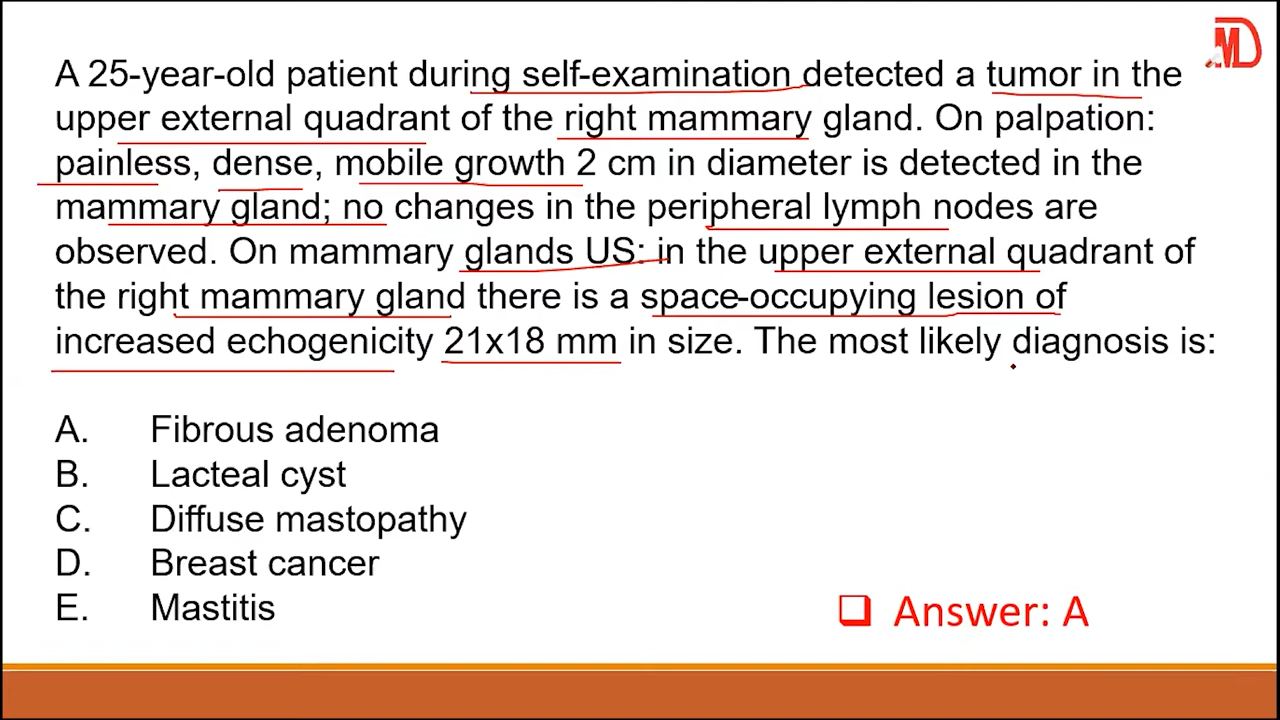 MD
A 25-year-old patient during self-examination detected a tumor in the
upper external quadrant of the right mammary gland. On palpation:
painless, dense, mobile growth 2 cm in diameter is detected in the
mammary gland; no changes in the peripheral lymph nodes are
observed. On mammary glands US: in the upper external quadrant of
the right mammary gland there is a space-occupying lesion of
increased echogenicity 21x18 mm in size. The most likely diagnosis is:
A. Fibrous adenoma
B. Lacteal cyst
C. Diffuse mastopathy
D. Breast cancer
E. Mastitis
Answer: A